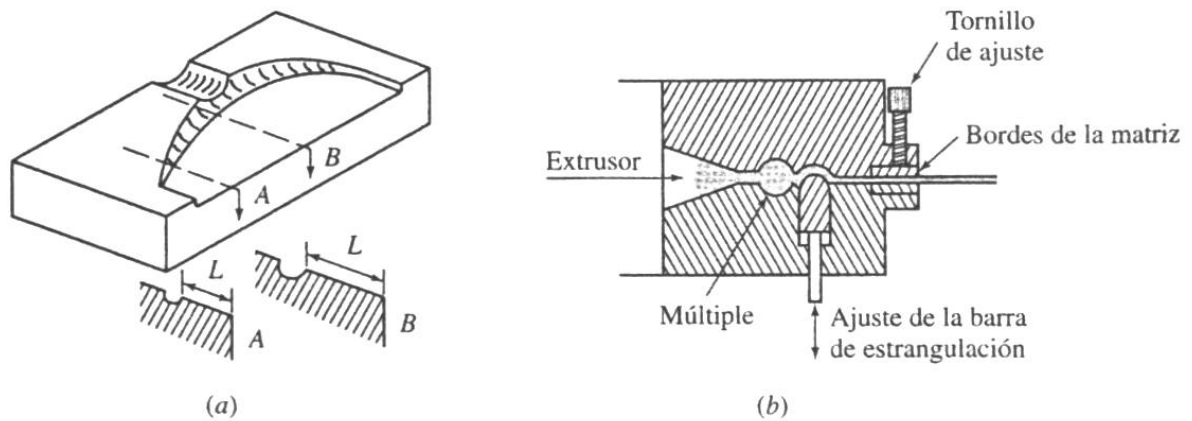 B
A
L
L
A
B
(a)
Tornillo
de ajuste
Bordes de la matriz
Extrusor
Múltiple
Ajuste de la barra
de estrangulación
(b)